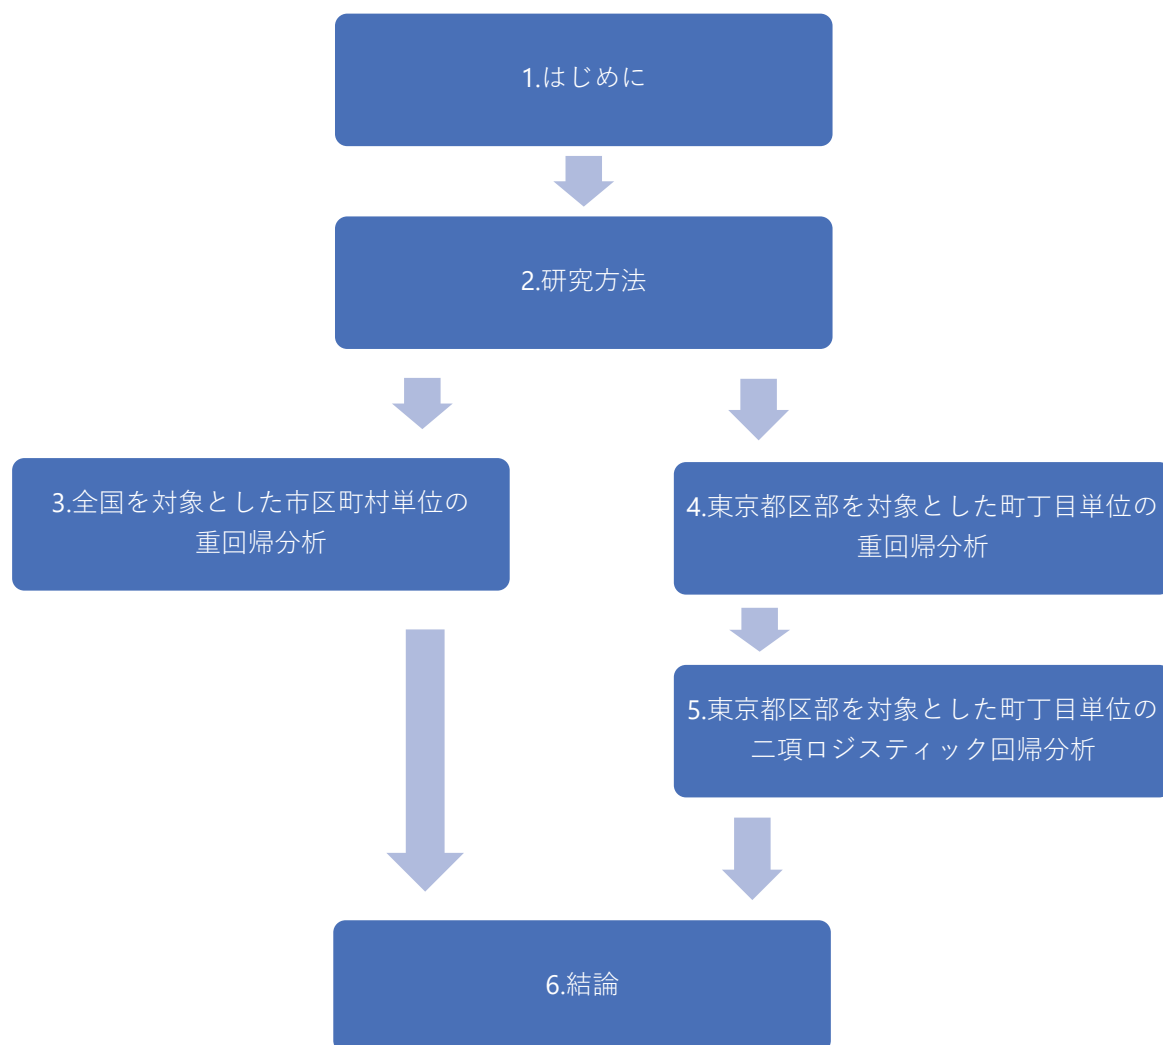 1.はじめに
2.研究方法
3.全国を対象とした市区町村単位の
重回帰分析
4.東京都区部を対象とした町丁目単位の
重回帰分析
5.東京都区部を対象とした町丁目単位の
二項ロジスティック回帰分析
6.結論